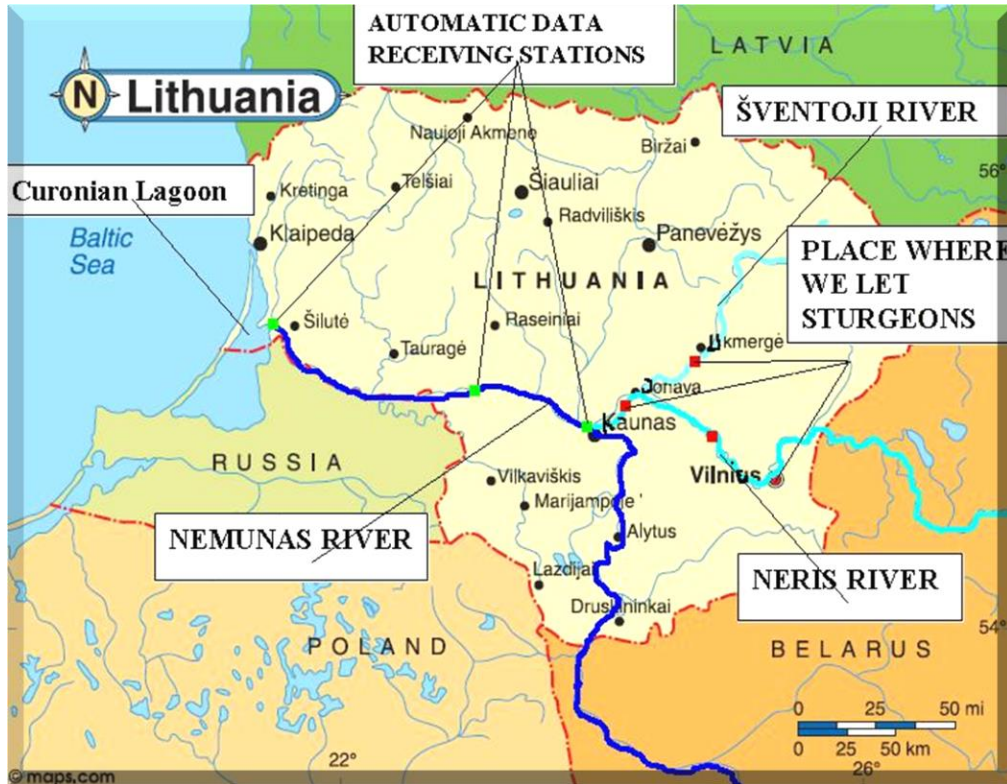 AUTOMATIC DATA
RECEIVING STATIONS
LATVIA
N Lithuania
Naujoji Akmenė
Biržai
ŠVENTOJI RIVER
56°
Curonian Lagoon
Kretinga
Telšiai
Šiauliai
Radviliškis
Klaipeda
Panevėžys
Baltic
Sea
LITHUANIA
PLACE WHERE
WE LET
STURGEONS
Šilutė
Raseiniai
Ukmergė
Tauragė
Jonava
Kaunas
RUSSIA
Vilkaviškis
Vilnius
Marijampole '
NEMUNAS RIVER
Alytus
Lazdijai
NERIS RIVER
Druskininkai
54°
POLAND
BELARUS
0 25 50 mi
0 25 50 km
22°
26°
© maps.com